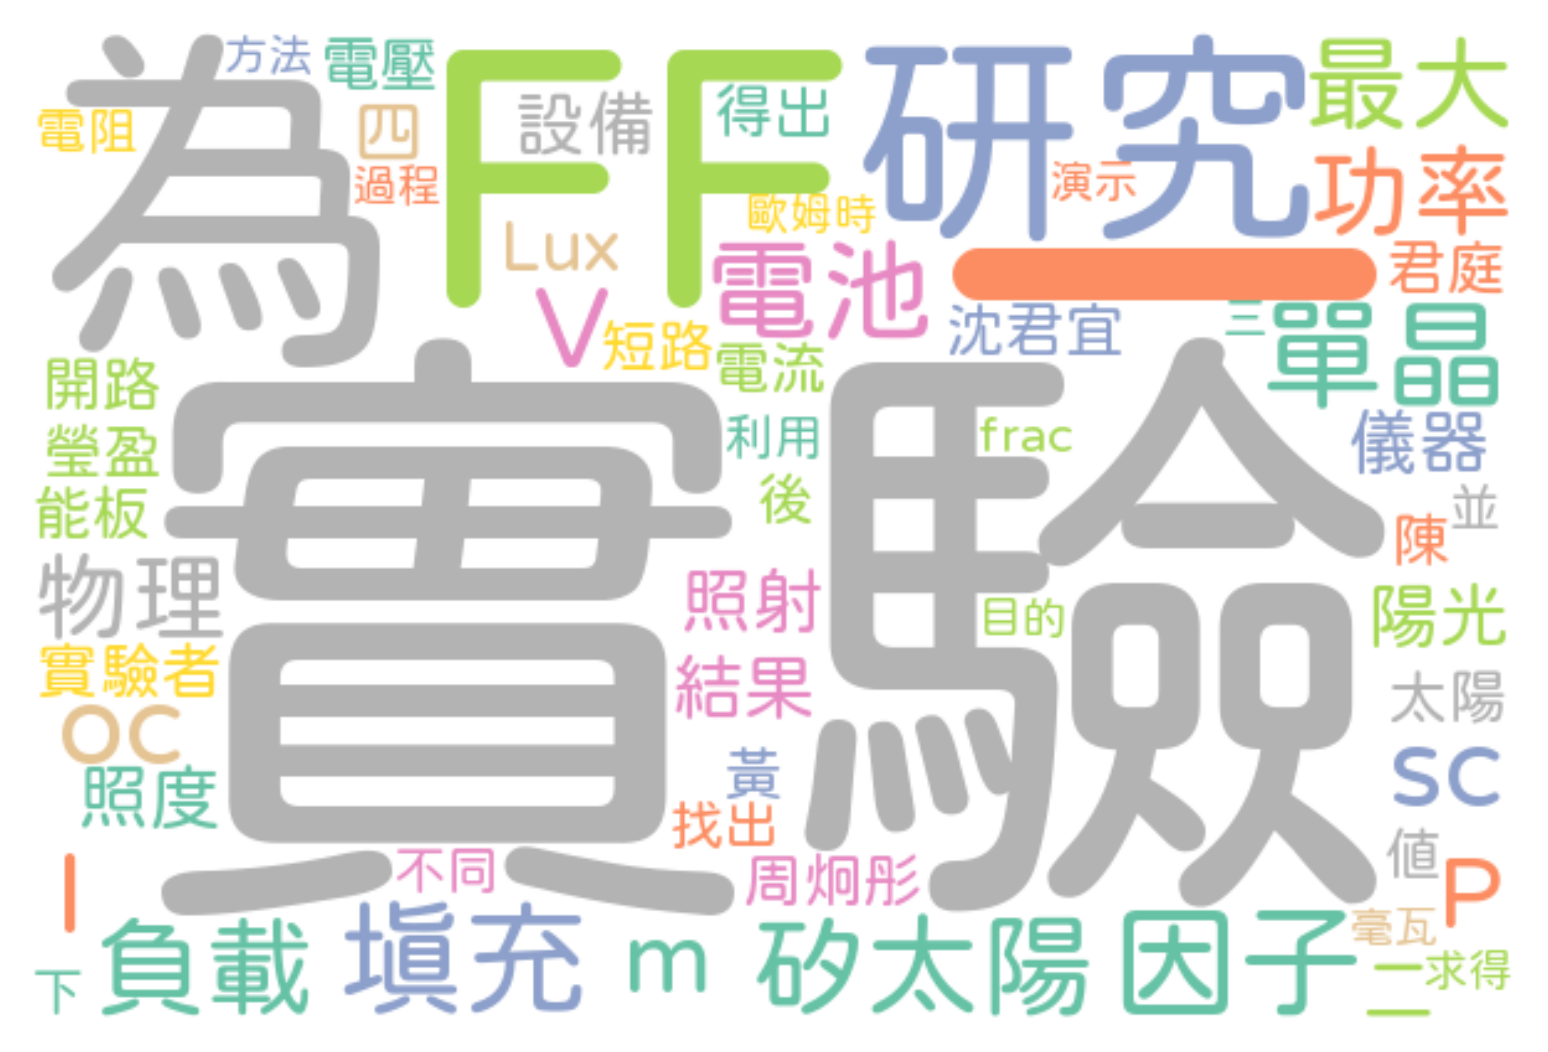 為
方法
電壓
FF
研究
最大
電阻
四
設備
得出
過程
演示
功率
歐姆時
Lux
電池
一
君庭
V
短路
沈君宜
三
單晶
電流
開路
實驗
利用
frac
儀器
瑩盈
後
能板
並
陳
物理
照射
目的
陽光
實驗者
結果
太陽
OC
黃
SC
照度
找出
值
I
不同
周炯彤
P
負載
填充
m
矽太陽
因子
毫瓦
二
求得
下